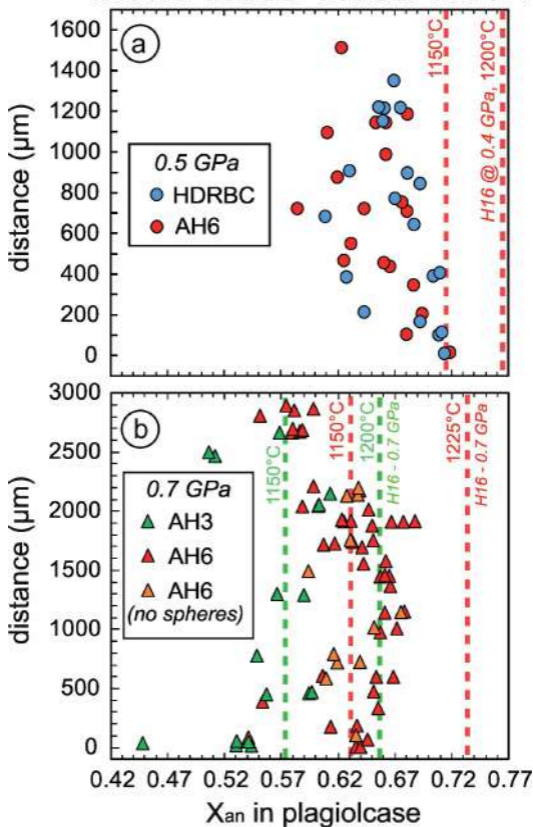 a
1600
1400
1200
1000
800
600
400
200
0
distance (µm)
0.5 GPa
HDRBC
AH6
1150°C
H16 @ 0.4 GPa, 1200°C
b
3000
2500
2000
1500
1000
500
0
distance (µm)
0.7 GPa
AH3
AH6
AH6
(no spheres)
1150°C
1150°C
1200°C
H16 - 0.7 GPa
1225°C
H16 - 0.7 GPa
0.42 0.47 0.52 0.57 0.62 0.67 0.72 0.77
Xan in plagiolcase